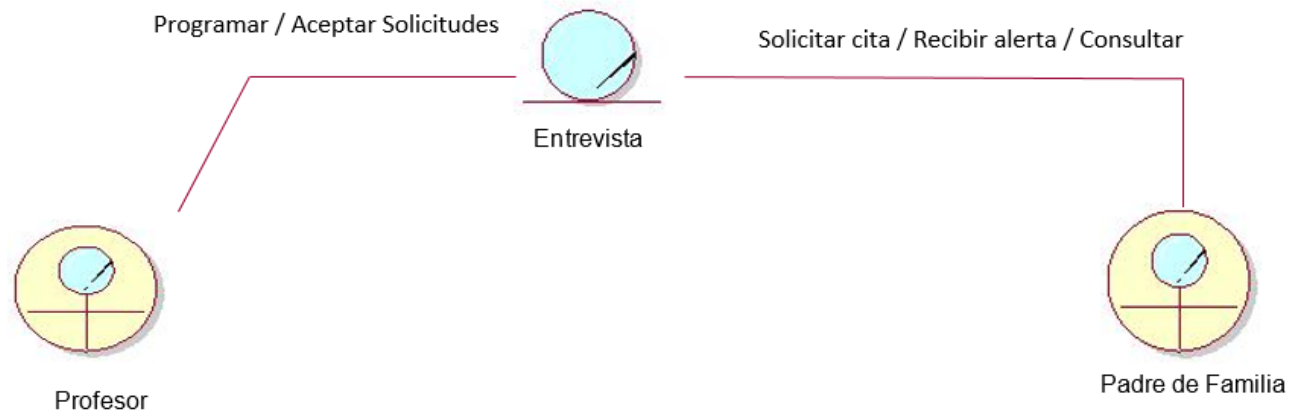 Programar / Aceptar Solicitudes
Solicitar cita / Recibir alerta / Consultar
Entrevista
Profesor
Padre de Familia